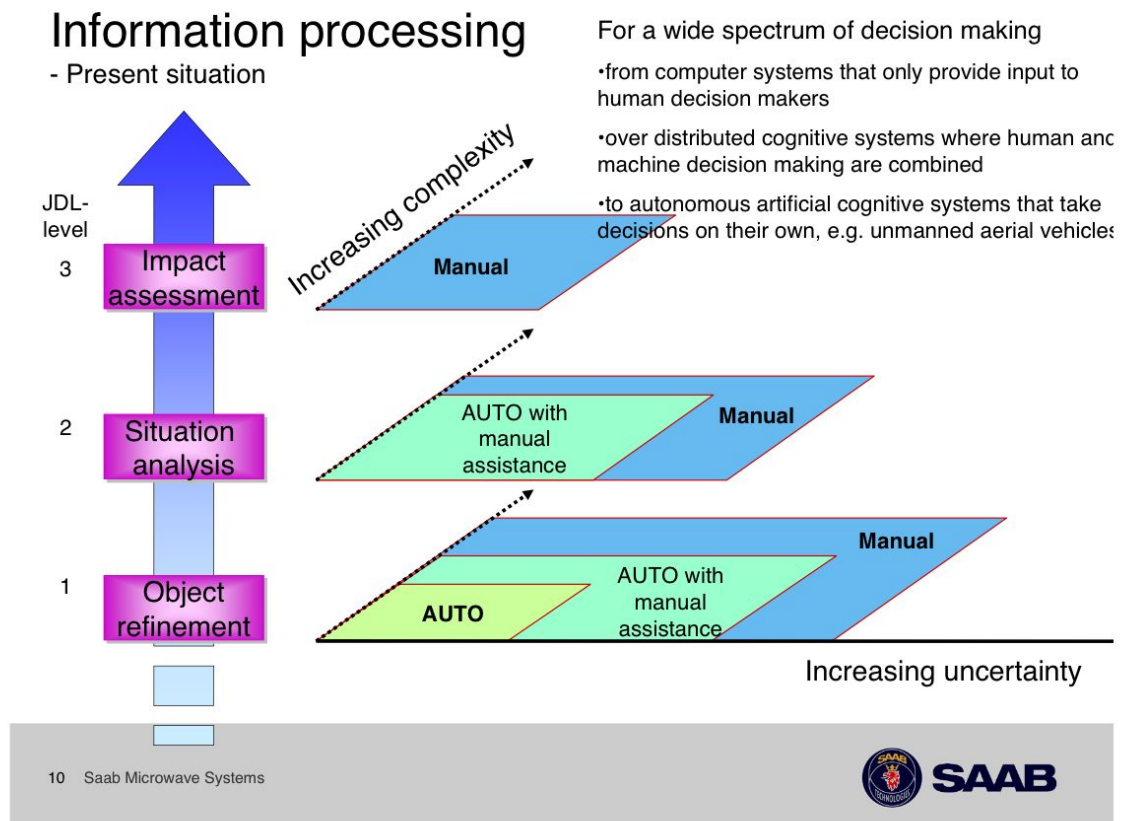 Information processing
- Present situation
For a wide spectrum of decision making
•from computer systems that only provide input to
human decision makers
•over distributed cognitive systems where human and
machine decision making are combined
•to autonomous artificial cognitive systems that take
decisions on their own, e.g. unmanned aerial vehicles
JDL-
level
3
Impact
assessment
Increasing complexity
Manual
2
Situation
analysis
AUTO with
manual
assistance
Manual
1
Object
refinement
AUTO
AUTO with
manual
assistance
Manual
Increasing uncertainty
10 Saab Microwave Systems
SAAB
TECHNOLOGIES
SAAB